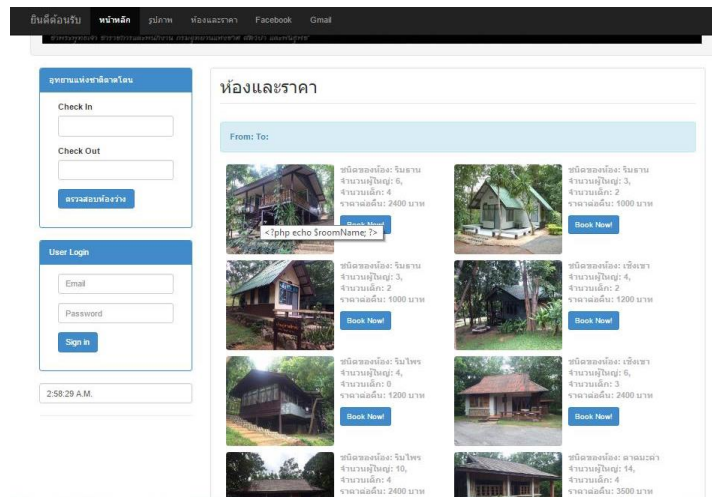 ยินดีต้อนรับ หน้าหลัก รูปภาพ ห้องและราคา Facebook Gmail
อุทยานแห่งชาติตาดโตน
Check In
Check Out
ตรวจสอบห้องว่าง
User Login
Email
Password
Sign in
2:58:29 A.M.
ห้องและราคา
From: To:
ชนิดของห้อง: ริมธาน
จำนวนผู้ใหญ่: 6,
จำนวนเด็ก: 4
ราคาต่อคืน: 2400 บาท
Book Now!
<?php echo $roomName; ?>
ชนิดของห้อง: ริมธาน
จำนวนผู้ใหญ่: 3,
จำนวนเด็ก: 2
ราคาต่อคืน: 1000 บาท
Book Now!
ชนิดของห้อง: ริมธาน
จำนวนผู้ใหญ่: 3,
จำนวนเด็ก: 2
ราคาต่อคืน: 1000 บาท
Book Now!
ชนิดของห้อง: เชิงเขา
จำนวนผู้ใหญ่: 4,
จำนวนเด็ก: 2
ราคาต่อคืน: 1200 บาท
Book Now!
ชนิดของห้อง: ริมไพร
จำนวนผู้ใหญ่: 4,
จำนวนเด็ก: 0
ราคาต่อคืน: 1200 บาท
Book Now!
ชนิดของห้อง: เชิงเขา
จำนวนผู้ใหญ่: 6,
จำนวนเด็ก: 3
ราคาต่อคืน: 2400 บาท
Book Now!
ชนิดของห้อง: ริมไพร
จำนวนผู้ใหญ่: 10,
จำนวนเด็ก: 4
ราคาต่อคืน: 2400 บาท
ชนิดของห้อง:
จำนวนผู้ใหญ่: 14,
จำนวนเด็ก: 4
ราคาต่อคืน: 3500 บาท